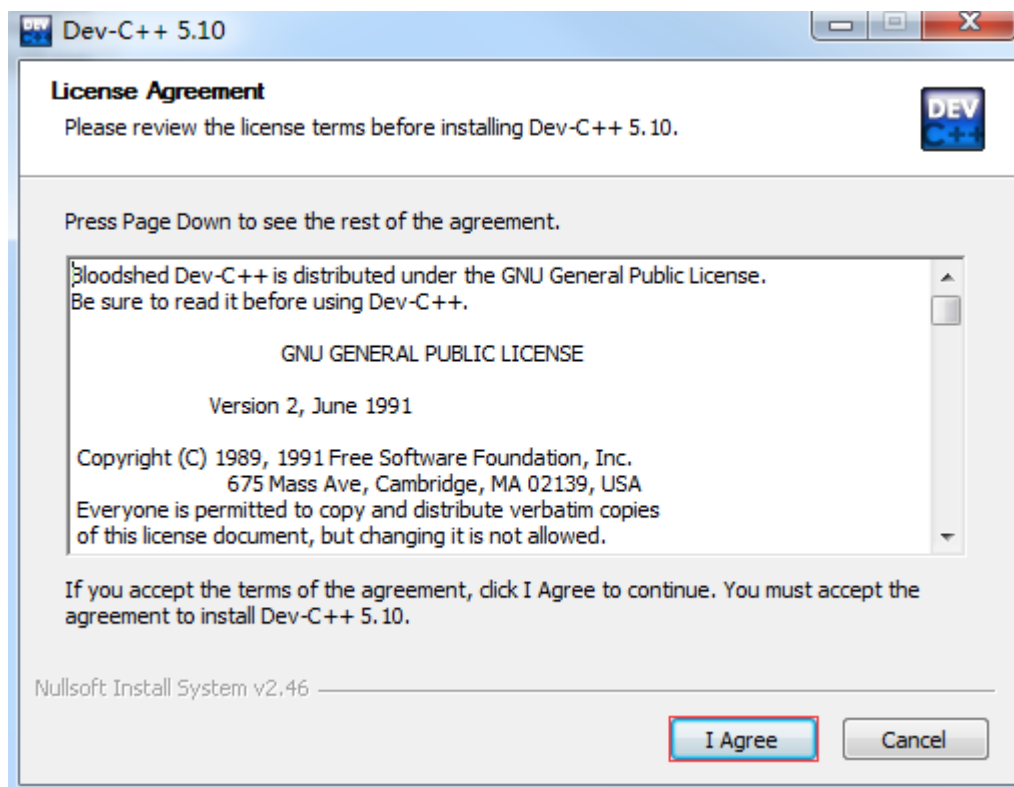 Dev-C++ 5.10
License Agreement
Please review the license terms before installing Dev-C++ 5.10.
DEV
C++
Press Page Down to see the rest of the agreement.
Bloodshed Dev-C++ is distributed under the GNU General Public License.
Be sure to read it before using Dev-C++.
GNU GENERAL PUBLIC LICENSE
Version 2, June 1991
Copyright (C) 1989, 1991 Free Software Foundation, Inc.
675 Mass Ave, Cambridge, MA 02139, USA
Everyone is permitted to copy and distribute verbatim copies
of this license document, but changing it is not allowed.
If you accept the terms of the agreement, click I Agree to continue. You must accept the
agreement to install Dev-C++ 5.10.
Nullsoft Install System v2.46
I Agree
Cancel